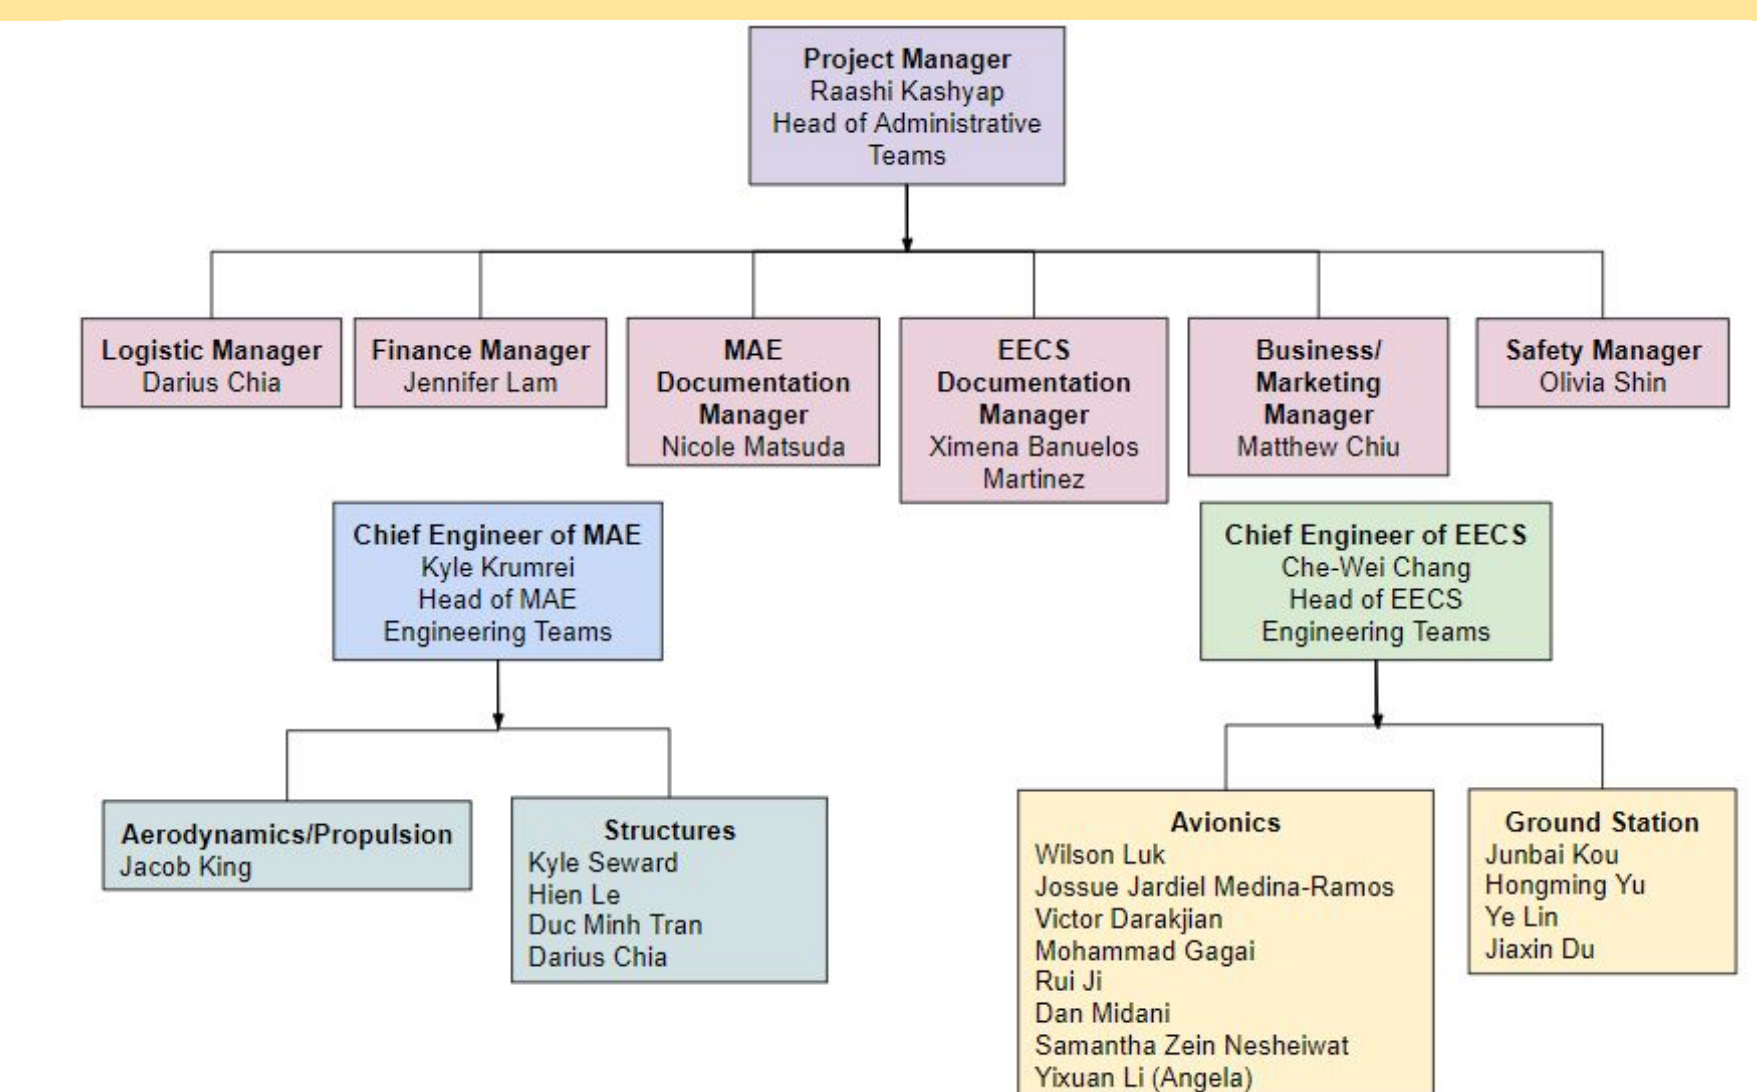 Project Manager
Raashi Kashyap
Head of Administrative
Teams
Logistic Manager
Darius Chia
Finance Manager
Jennifer Lam
MAE
Documentation
Manager
Nicole Matsuda
EECS
Documentation
Manager
Ximena Banuelos
Martinez
Business/
Marketing
Manager
Matthew Chiu
Safety Manager
Olivia Shin
Chief Engineer of MAE
Kyle Krumrei
Head of MAE
Engineering Teams
Chief Engineer of EECS
Che-Wei Chang
Head of EECS
Engineering Teams
Aerodynamics/Propulsion
Jacob King
Structures
Kyle Seward
Hien Le
Duc Minh Tran
Darius Chia
Avionics
Wilson Luk
Jossue Jardiel Medina-Ramos
Victor Darakjian
Mohammad Gagai
Rui Ji
Dan Midani
Samantha Zein Nesheiwat
Yixuan Li (Angela)
Ground Station
Junbai Kou
Hongming Yu
Ye Lin
Jiaxin Du